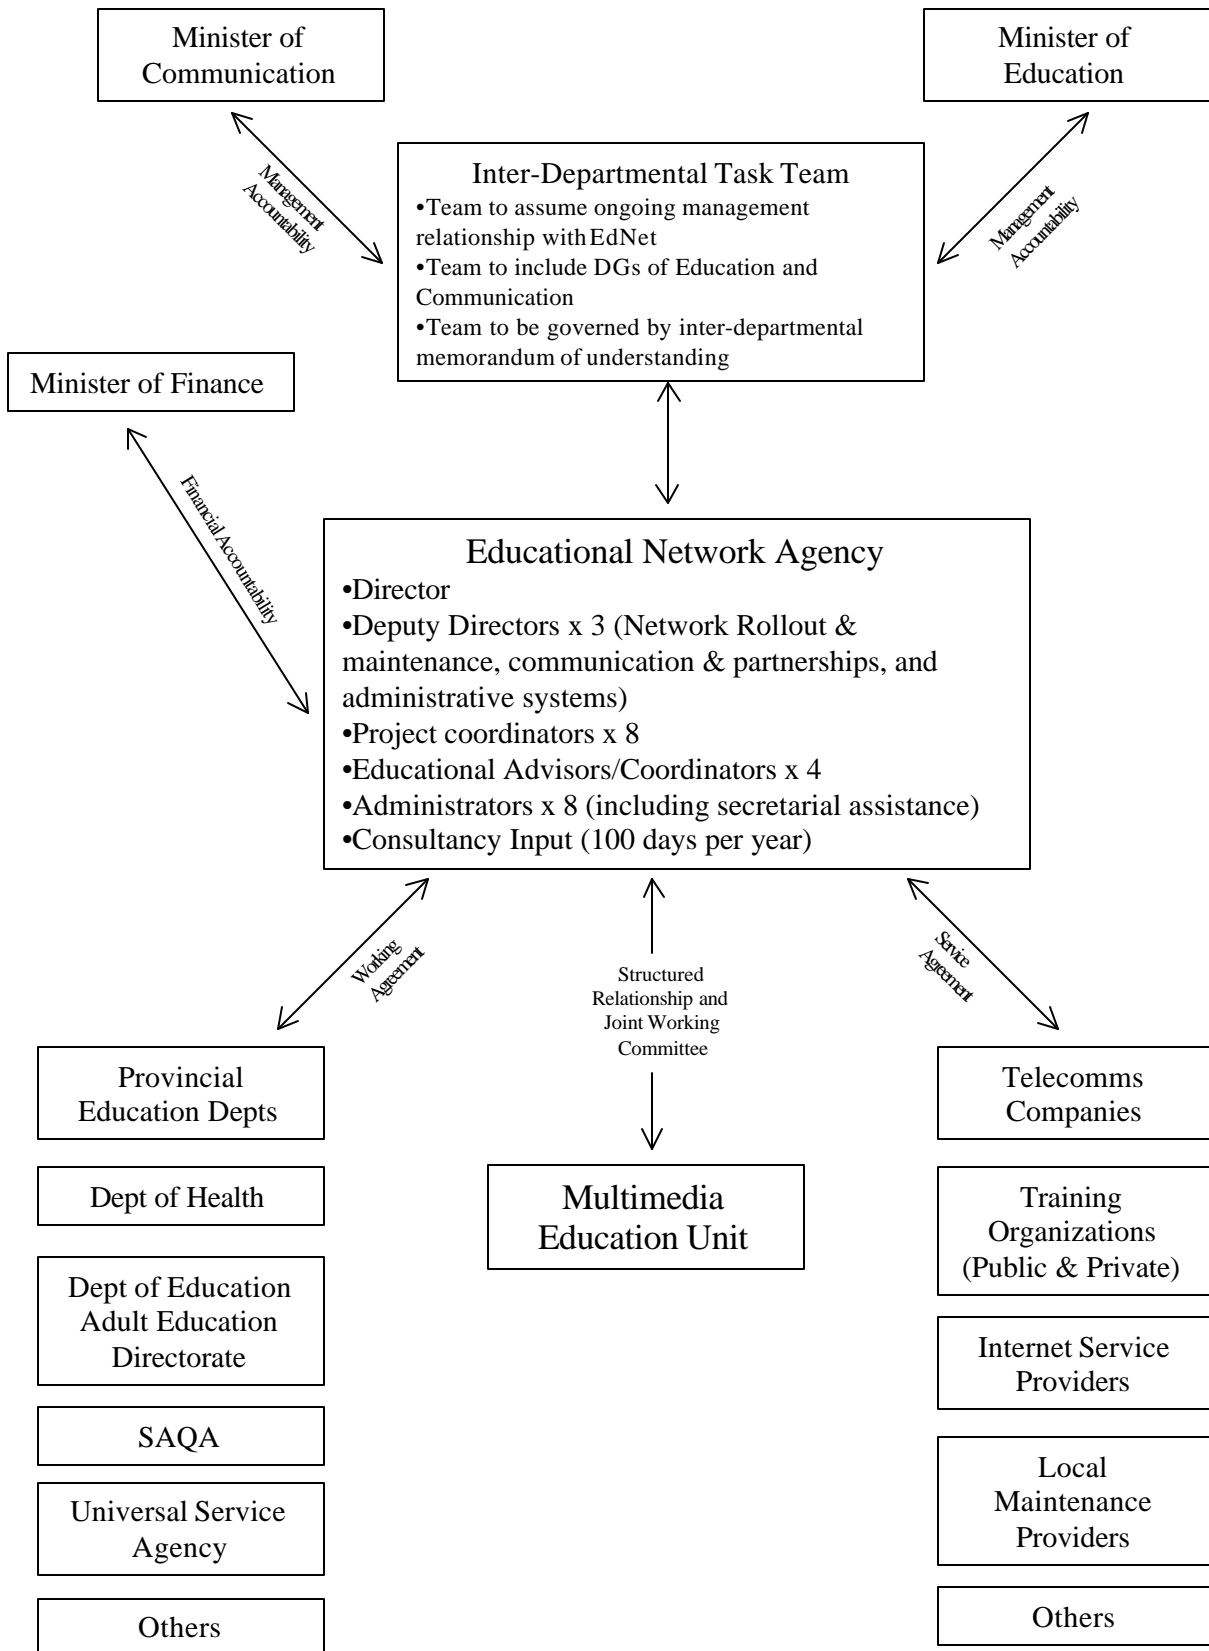 Minister of
Communication
Minister of
Education
Management
Accountability
Management
Accountability
Inter-Departmental Task Team
•Team to assume ongoing management
relationship with EdNet
•Team to include DGs of Education and
Communication
•Team to be governed by inter-departmental
memorandum of understanding
Minister of Finance
Financial Accountability
Educational Network Agency
•Director
•Deputy Directors x 3 (Network Rollout &
maintenance, communication & partnerships, and
administrative systems)
•Project coordinators x 8
•Educational Advisors/Coordinators x 4
•Administrators x 8 (including secretarial assistance)
•Consultancy Input (100 days per year)
Working
Agreement
Structured
Relationship and
Joint Working
Committee
Service
Agreement
Provincial
Education Depts
Dept of Health
Dept of Education
Adult Education
Directorate
SAQA
Universal Service
Agency
Others
Multimedia
Education Unit
Telecomms
Companies
Training
Organizations
(Public & Private)
Internet Service
Providers
Local
Maintenance
Providers
Others